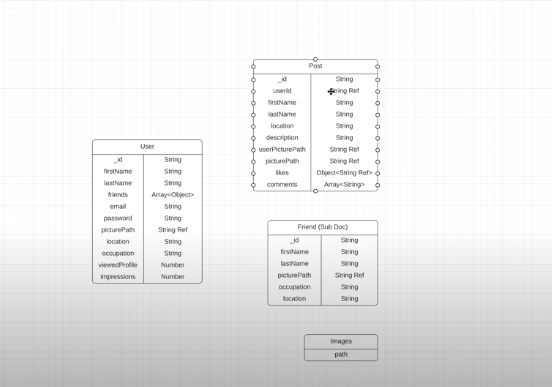 Post
_id String
userId String Ref
firstName String
lastName String
location String
description String
userPicturePath String Ref
picturePath String Ref
likes Object<String Ref>
comments Array<String>
User
_id String
firstName String
lastName String
friends Array<Object>
email String
password String
picturePath String Ref
location String
occupation String
viewedProfile Number
impressions Number
Friend (Sub Doc)
_id String
firstName String
lastName String
picturePath String Ref
occupation String
location String
Images
path